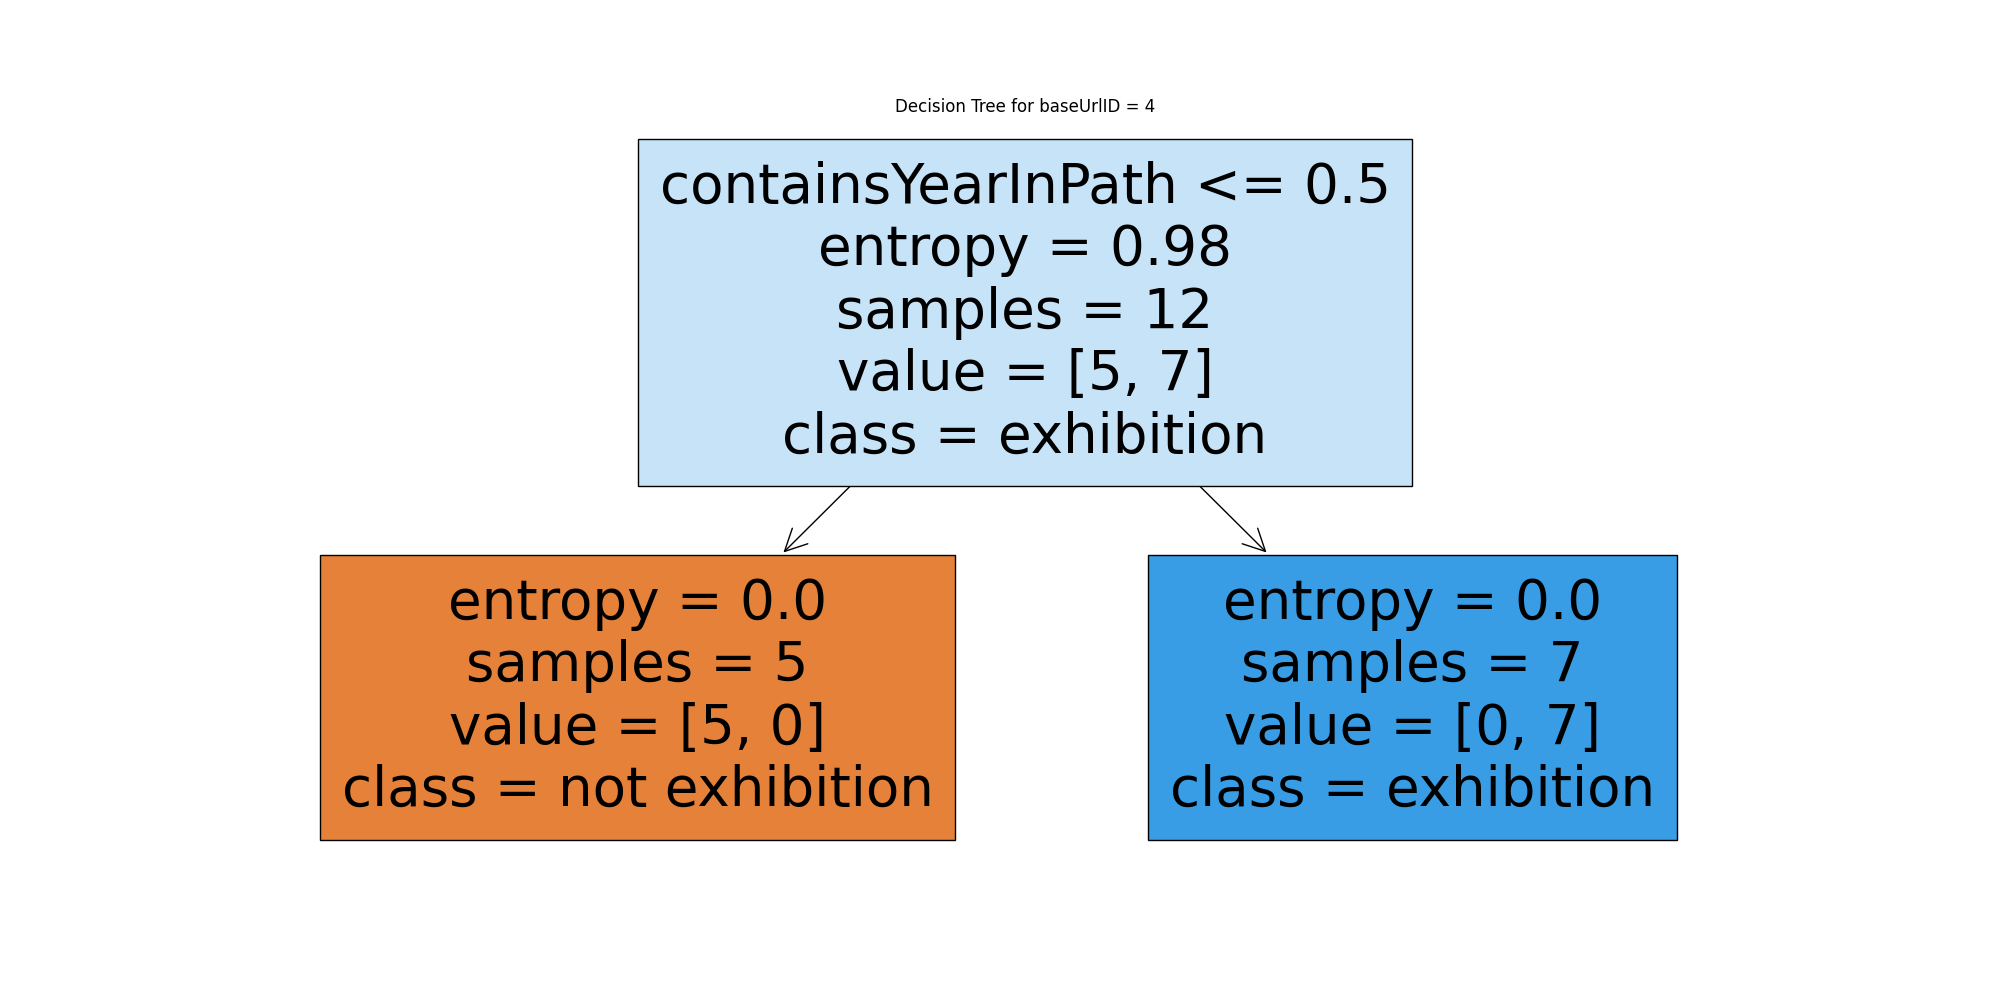 Decision Tree for baseUrlID = 4
containsYearInPath <= 0.5
entropy = 0.98
samples = 12
value = [5, 7]
class = exhibition
entropy = 0.0
samples = 5
value = [5, 0]
class = not exhibition
entropy = 0.0
samples = 7
value = [0, 7]
class = exhibition